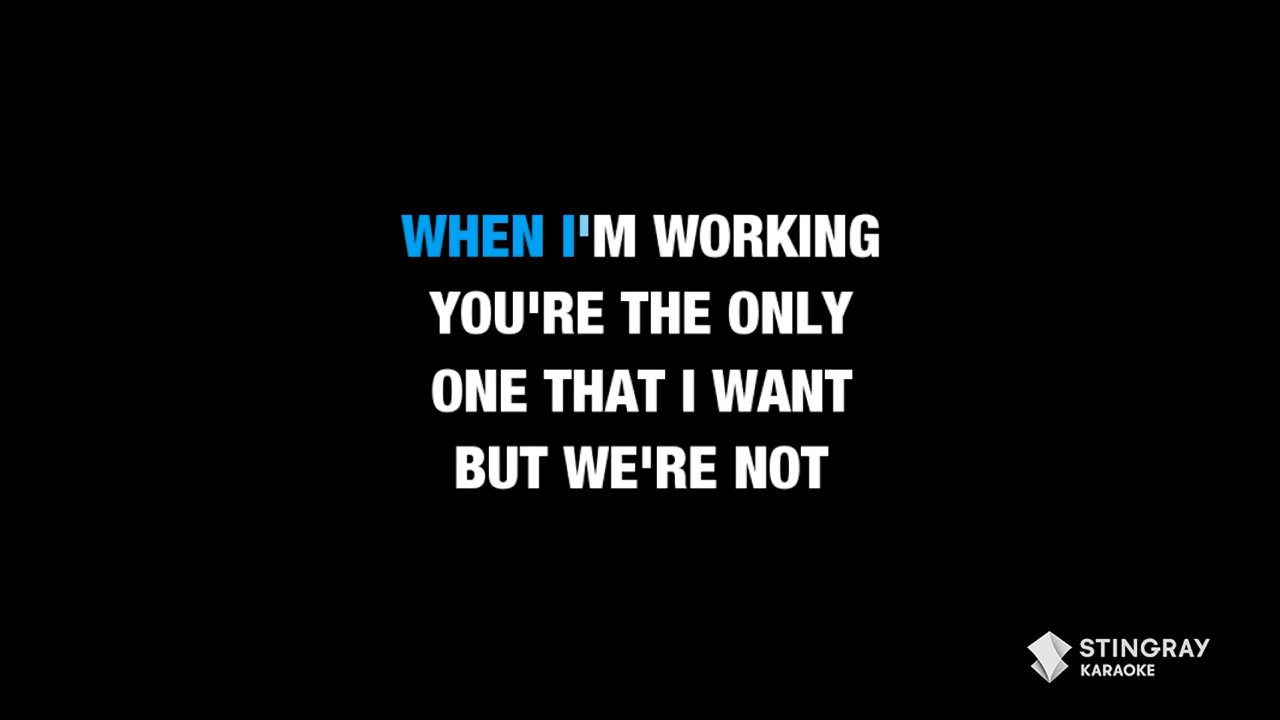 WHEN I'M WORKING
YOU'RE THE ONLY
ONE THAT I WANT
BUT WE'RE NOT
STINGRAY
KARAOKE